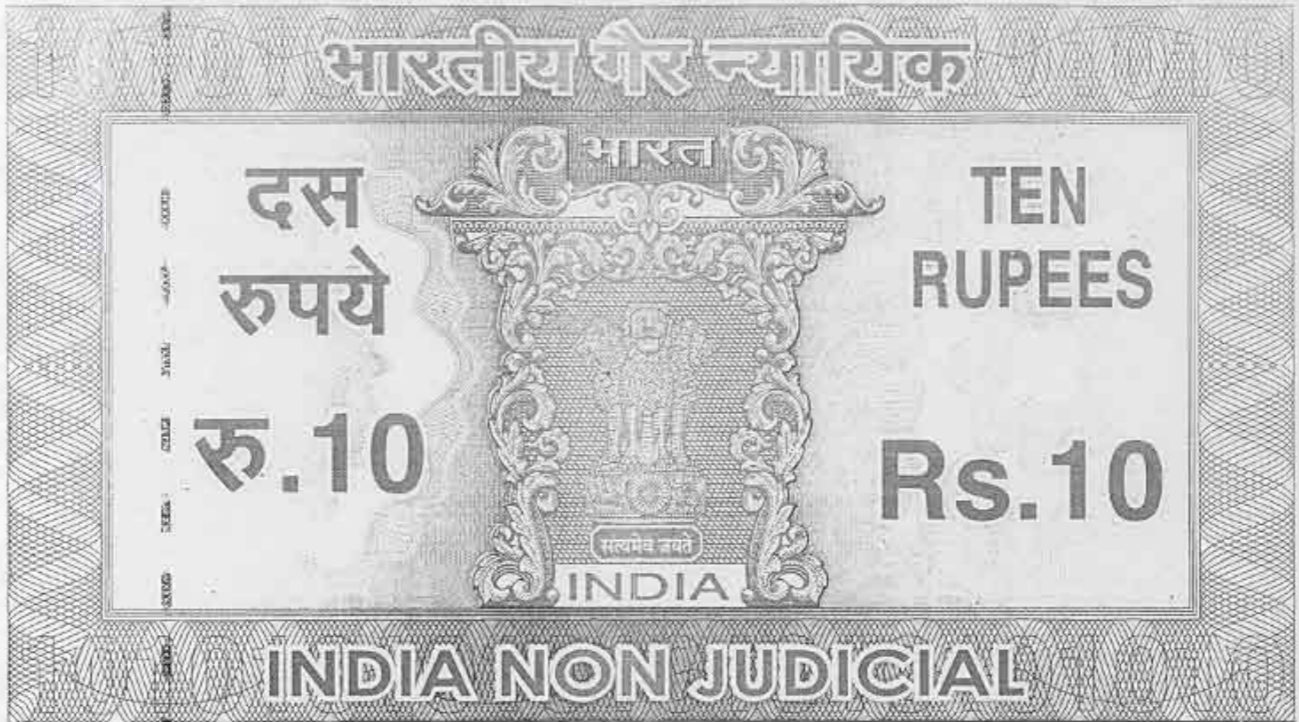 भारतीय गैर न्यायिक
भारत
दस
रुपये
रु.10
TEN
RUPEES
Rs.10
सत्यमेव जयते
INDIA
INDIA NON JUDICIAL